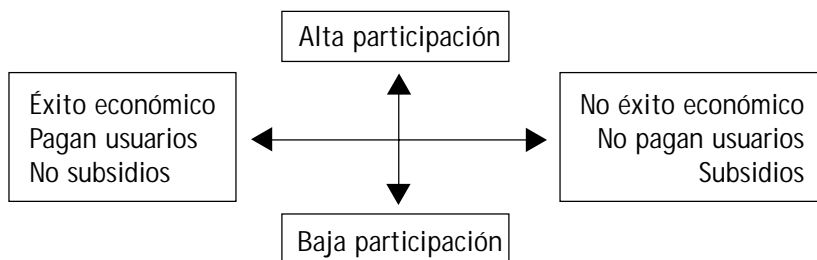 Alta participación
Éxito económico
Pagan usuarios
No subsidios
No éxito económico
No pagan usuarios
Subsidios
Baja participación